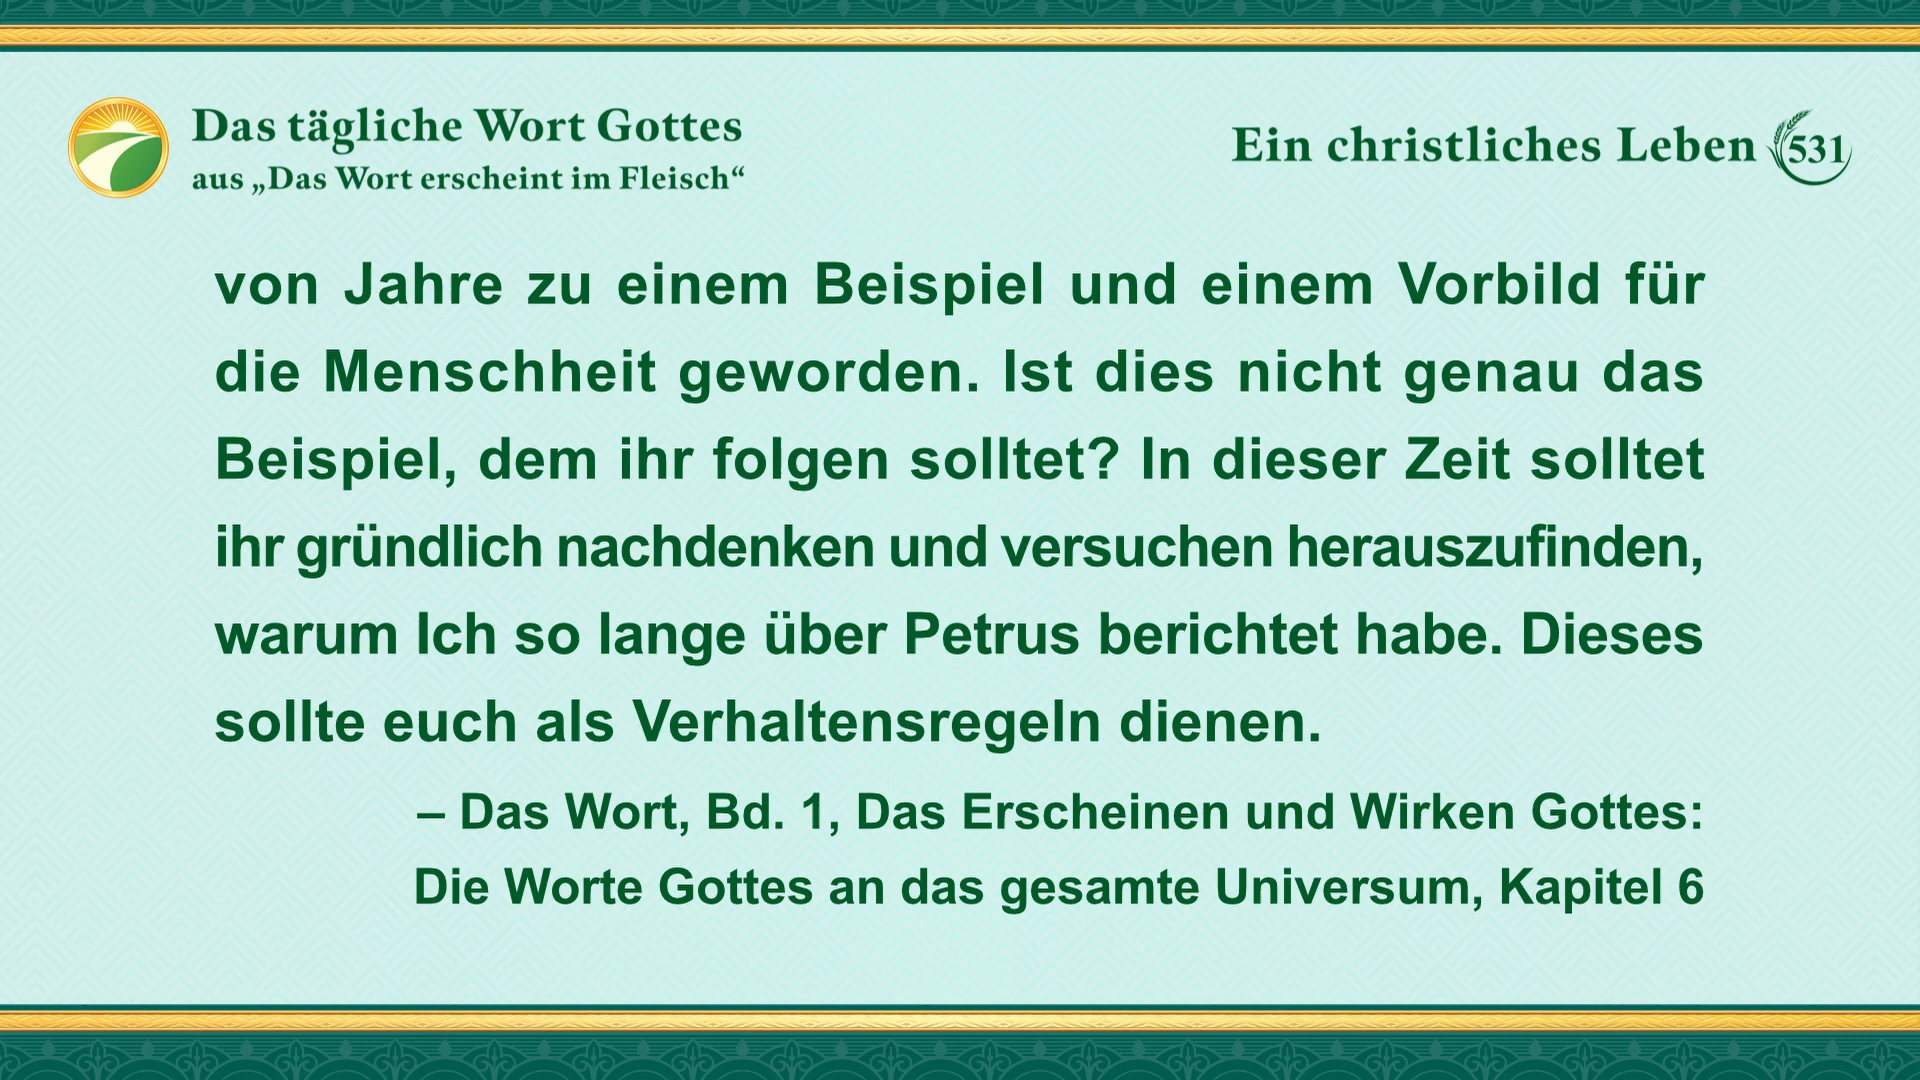 Das tägliche Wort Gottes
aus „Das Wort erscheint im Fleisch“
Ein christliches Leben 531
von Jahre zu einem Beispiel und einem Vorbild für
die Menschheit geworden. Ist dies nicht genau das
Beispiel, dem ihr folgen solltet? In dieser Zeit solltet
ihr gründlich nachdenken und versuchen herauszufinden,
warum Ich so lange über Petrus berichtet habe. Dieses
sollte euch als Verhaltensregeln dienen.
– Das Wort, Bd. 1, Das Erscheinen und Wirken Gottes:
Die Worte Gottes an das gesamte Universum, Kapitel 6